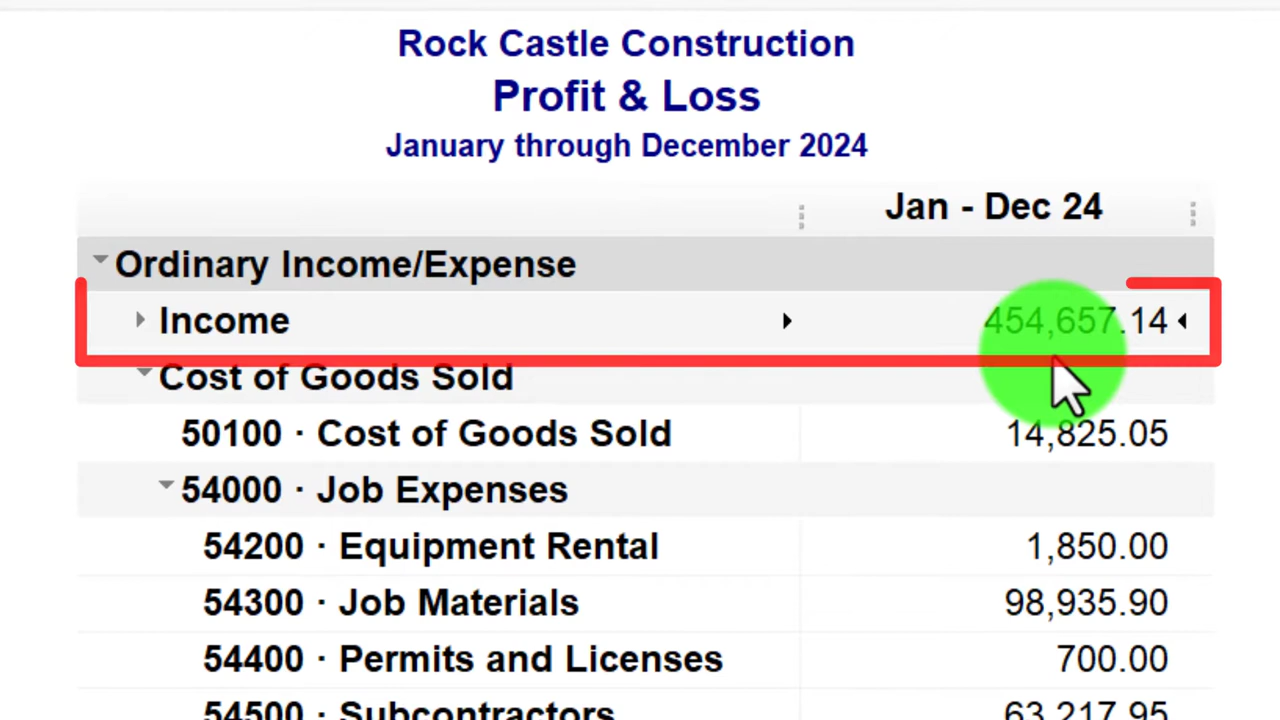 Rock Castle Construction
Profit & Loss
January through December 2024
Jan - Dec 24
Ordinary Income/Expense
Income 454,657.14
Cost of Goods Sold
50100 · Cost of Goods Sold 14,825.05
54000 · Job Expenses
54200 · Equipment Rental 1,850.00
54300 · Job Materials 98,935.90
54400 · Permits and Licenses 700.00
54500 · Subcontractors 63,217.95